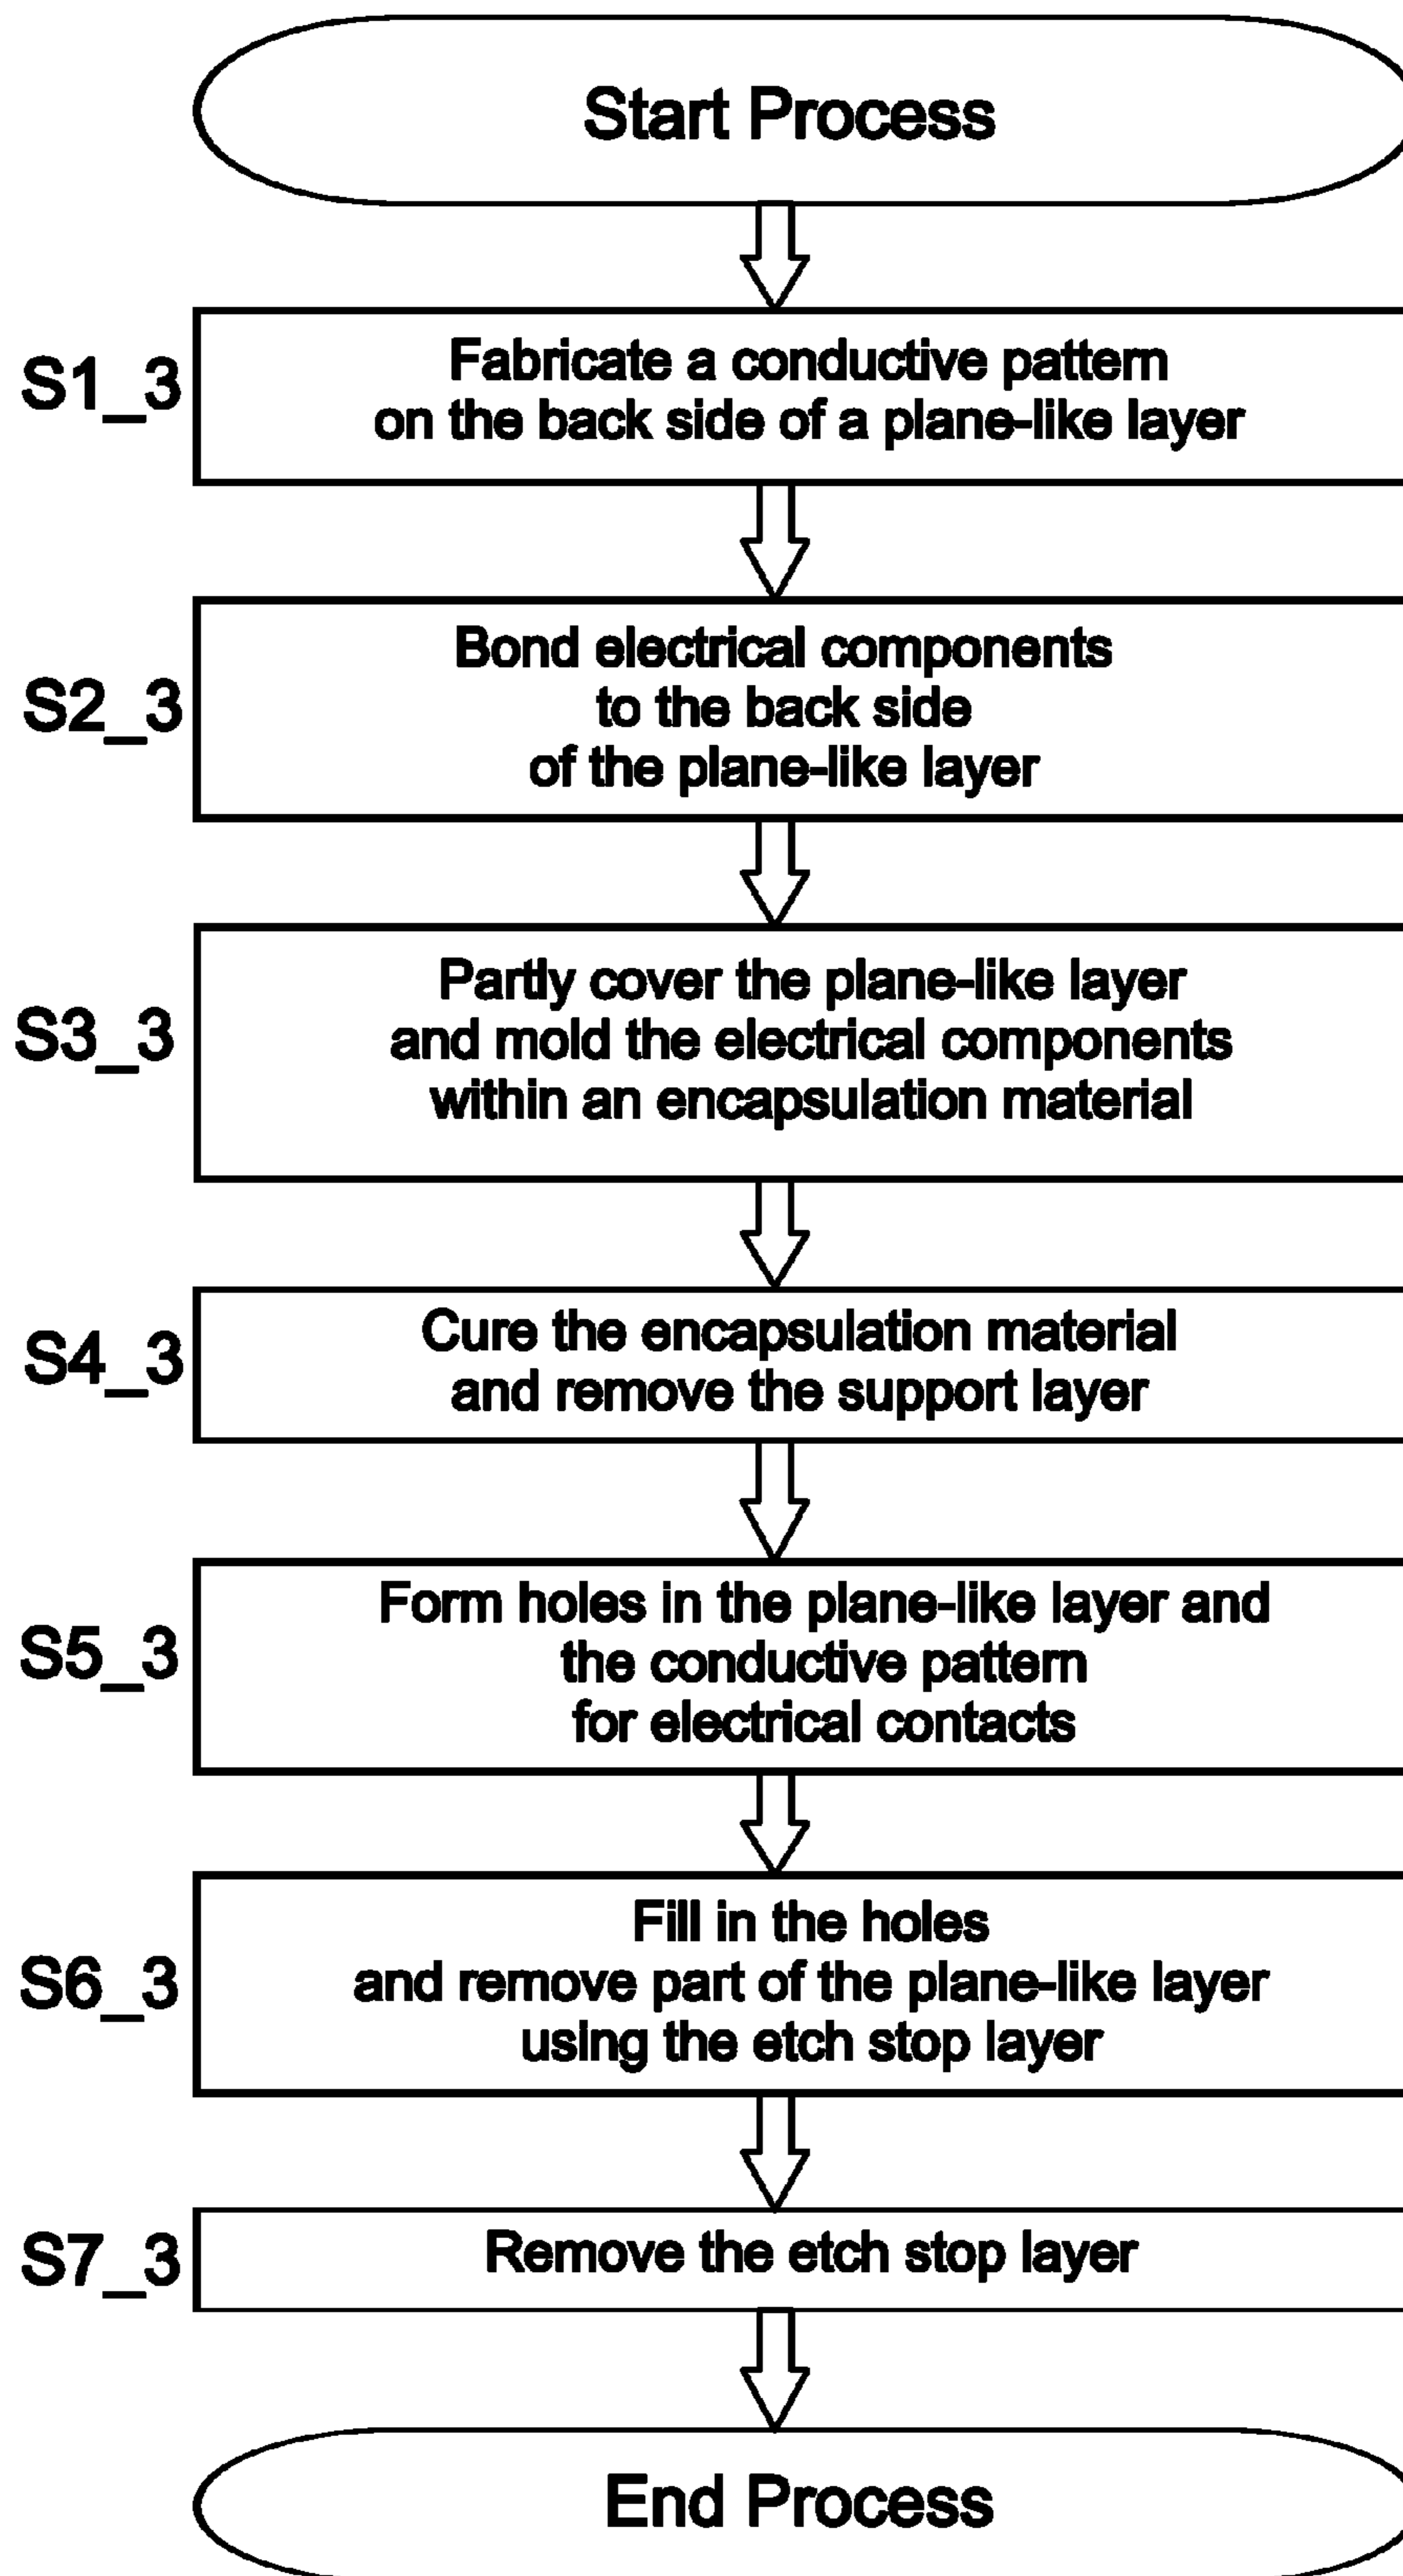 Start Process
S1_3
Fabricate a conductive pattern
on the back side of a plane-like layer
S2_3
Bond electrical components
to the back side
of the plane-like layer
S3_3
Partly cover the plane-like layer
and mold the electrical components
within an encapsulation material
S4_3
Cure the encapsulation material
and remove the support layer
S5_3
Form holes in the plane-like layer and
the conductive pattern
for electrical contacts
S6_3
Fill in the holes
and remove part of the plane-like layer
using the etch stop layer
S7_3
Remove the etch stop layer
End Process